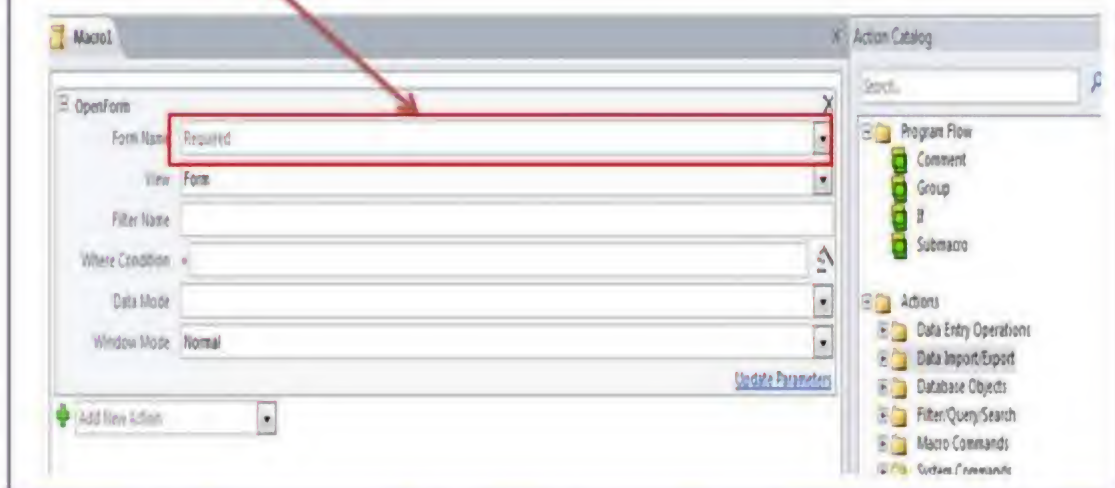 Macro1
OpenForm
Form Name Required
View Form
Filter Name
Where Condition =
Data Mode
Window Mode Normal
Update Parameters
Add New Action
Action Catalog
Search...
Program Flow
Comment
Group
If
Submacro
Actions
Data Entry Operations
Data Import/Export
Database Objects
Filter/Query/Search
Macro Commands
System Commands